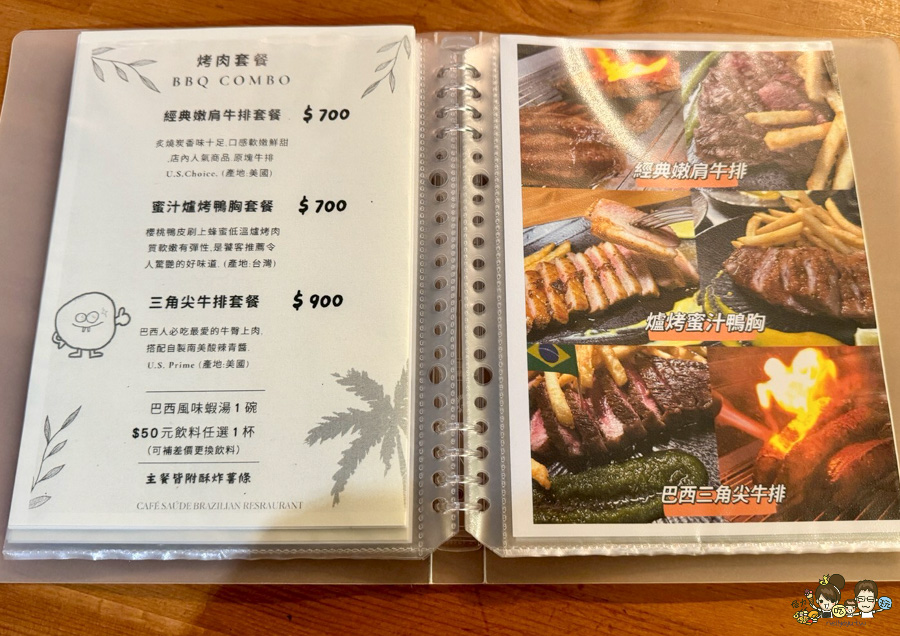 烤肉套餐
BBQ COMBO
經典嫩肩牛排套餐 $700
炙燒炭香味十足,口感軟嫩鮮甜
,店內人氣商品,原塊牛排
U.S.Choice. (產地:美國)
蜜汁爐烤鴨胸套餐 $700
櫻桃鴨皮刷上蜂蜜低溫爐烤肉
質軟嫩有彈性,是饕客推薦令
人驚艷的好味道. (產地:台灣)
三角尖牛排套餐 $900
巴西人必吃最愛的牛臀上肉,
搭配自製南美酸辣青醬.
U.S. Prime (產地:美國)
巴西風味蝦湯1碗
$50元飲料任選1杯
(可補差價更換飲料)
主餐皆附酥炸薯條
CAFÉ SAÚDE BRAZILIAN RESRAURANT
經典嫩肩牛排
爐烤蜜汁鴨胸
巴西三角尖牛排